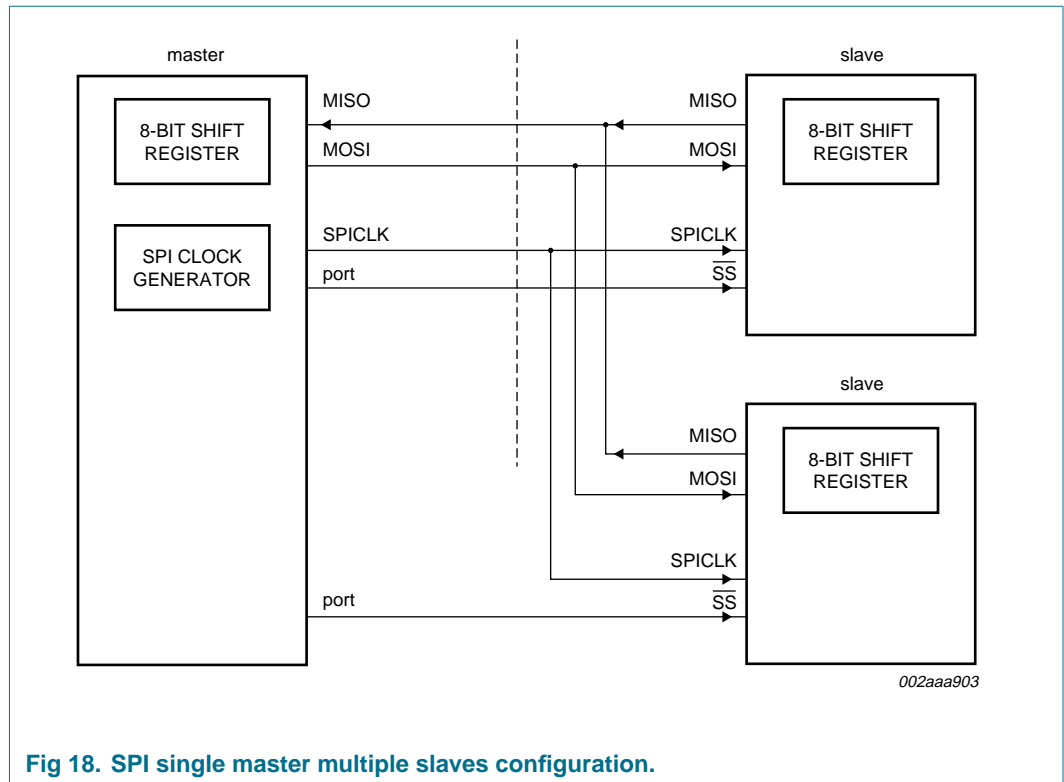 master
slave
MISO
MISO
8-BIT SHIFT
REGISTER
8-BIT SHIFT
REGISTER
MOSI
MOSI
SPICLK
SPICLK
SPI CLOCK
GENERATOR
port
SS
slave
MISO
8-BIT SHIFT
REGISTER
MOSI
SPICLK
port
SS
002aaa903
Fig 18. SPI single master multiple slaves configuration.